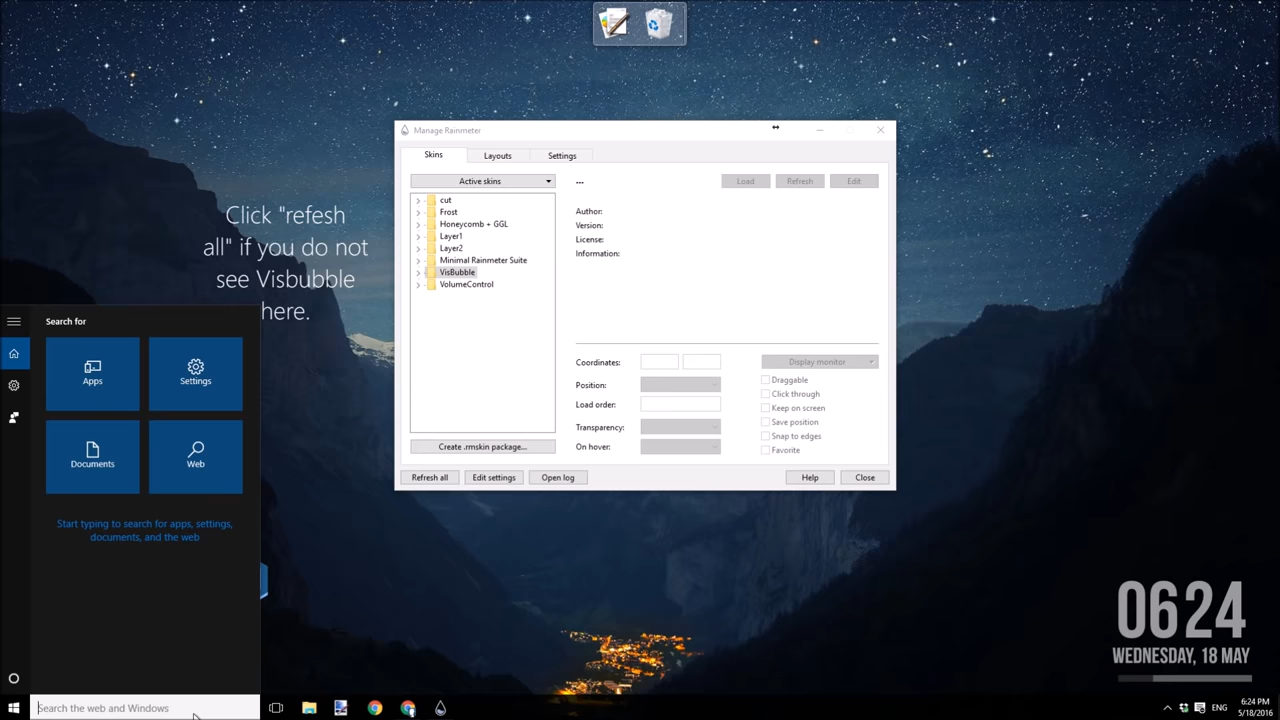 Manage Rainmeter
Skins
Layouts
Settings
Active skins
...
Load
Refresh
Edit
cut
Frost
Honeycomb + GGL
Layer1
Layer2
Minimal Rainmeter Suite
VisBubble
VolumeControl
Author:
Version:
License:
Information:
Coordinates:
Display monitor
Position:
Draggable
Click through
Load order:
Keep on screen
Save position
Transparency:
Snap to edges
On hover:
Favorite
Create .rmskin package...
Refresh all
Edit settings
Open log
Help
Close
Click "refesh
all" if you do not
see Visbubble
here.
Search for
Apps
Settings
Documents
Web
Start typing to search for apps, settings,
documents, and the web
Search the web and Windows
0624
WEDNESDAY, 18 MAY
ENG
6:24 PM
5/18/2016